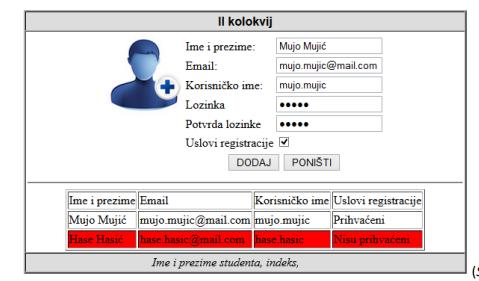 II kolokvij
Ime i prezime: Mujo Mujić
Email: mujo.mujic@mail.com
Korisničko ime: mujo.mujic
Lozinka •••••
Potvrda lozinke •••••
Uslovi registracije
DODAJ PONIŠTI
Ime i prezime Email Korisničko ime Uslovi registracije
Mujo Mujić mujo.mujic@mail.com mujo.mujic Prihvaćeni
Hase Hasić hase.hasic@mail.com hase.hasic Nisu prihvaćeni
Ime i prezime studenta, indeks,